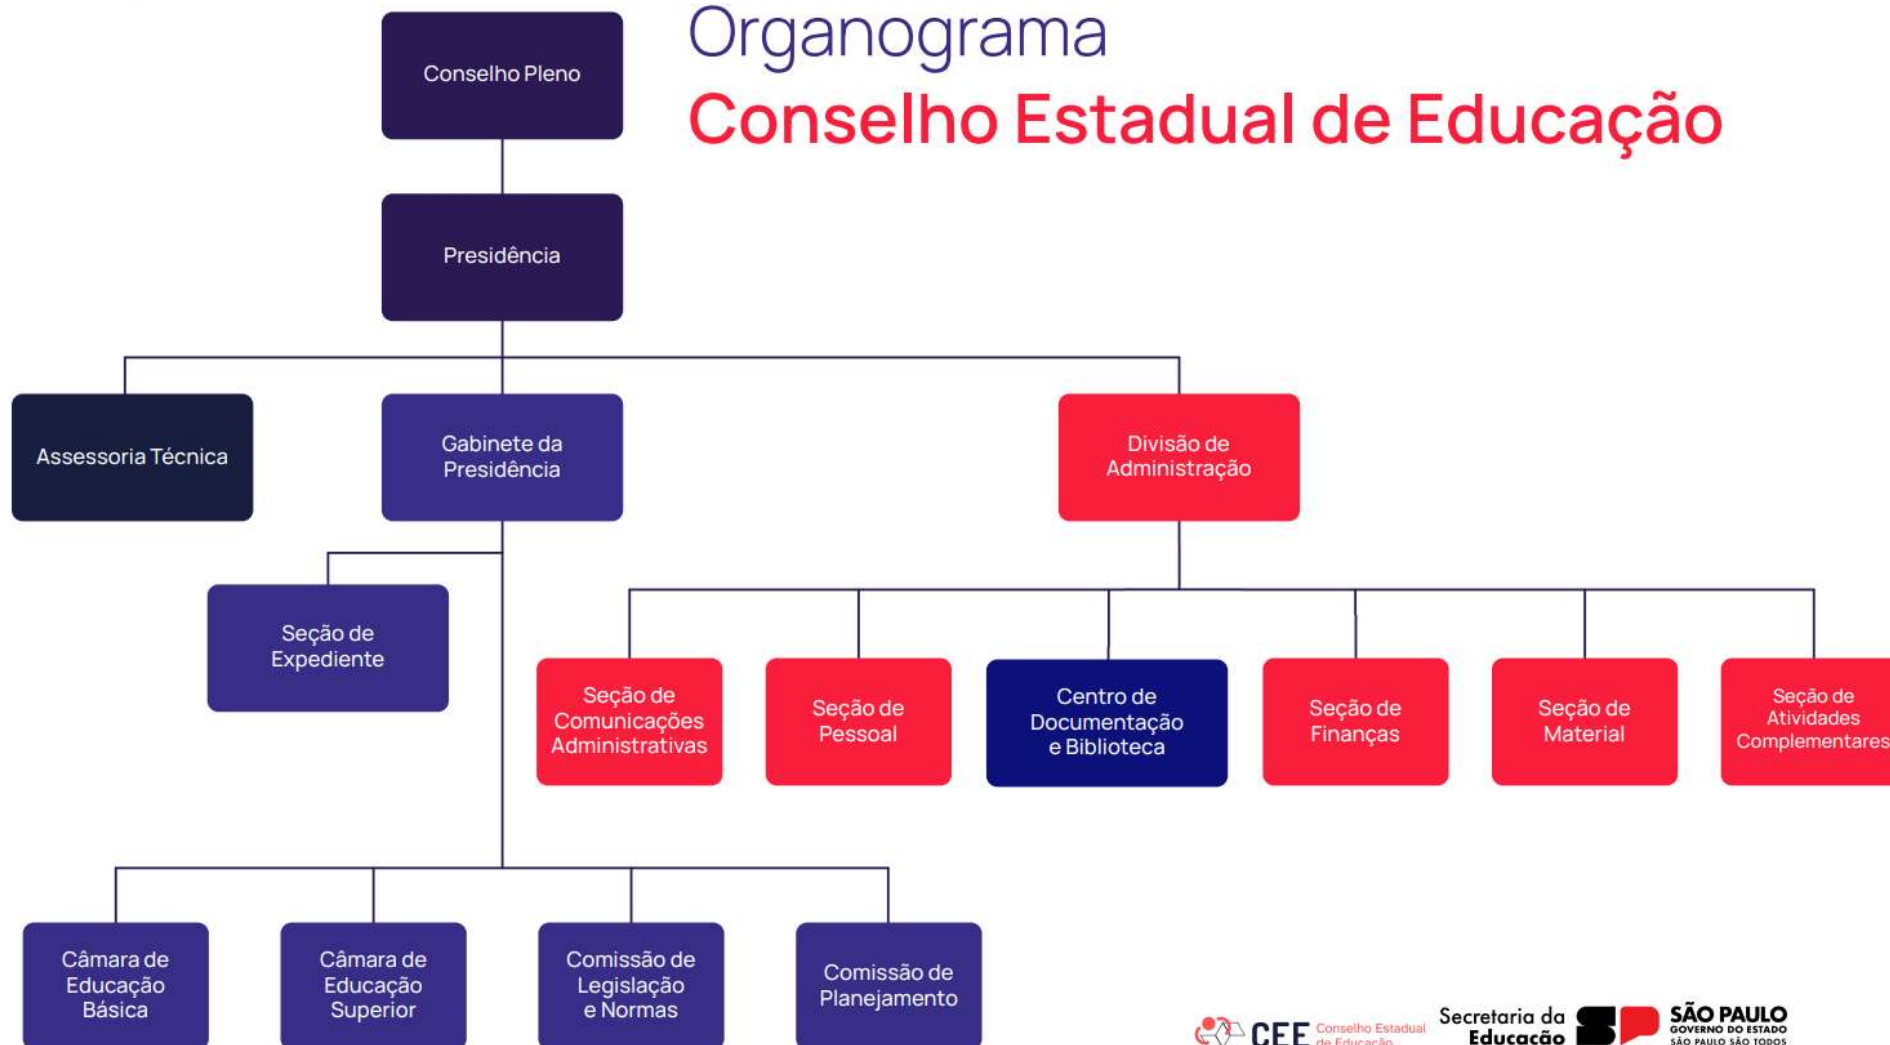 Organograma
Conselho Estadual de Educação
Conselho Pleno
Presidência
Assessoria Técnica
Gabinete da
Presidência
Divisão de
Administração
Seção de
Expediente
Seção de
Comunicações
Administrativas
Seção de
Pessoal
Centro de
Documentação
e Biblioteca
Seção de
Finanças
Seção de
Material
Seção de
Atividades
Complementares
Câmara de
Educação
Básica
Câmara de
Educação
Superior
Comissão de
Legislação
e Normas
Comissão de
Planejamento
CEE
Conselho Estadual
de Educação
Secretaria da
Educação
SP
SÃO PAULO
GOVERNO DO ESTADO
SÃO PAULO SÃO TODOS